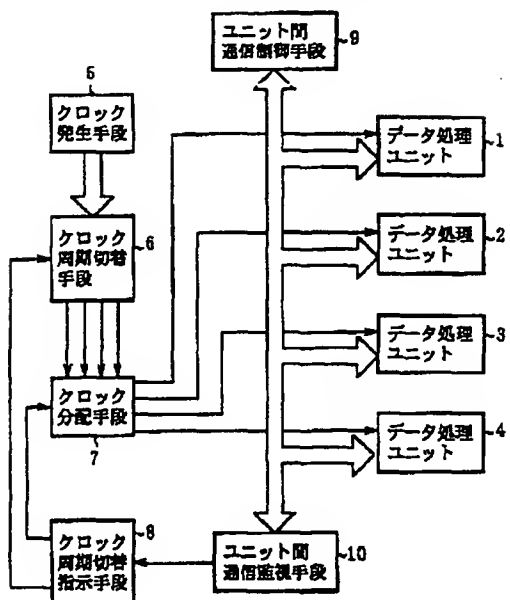 ユニット間
通信制御手段
9
5
クロック
発生手段
データ処理
ユニット
1
クロック
周期切替
手段
6
データ処理
ユニット
2
データ処理
ユニット
3
クロック
分配手段
7
データ処理
ユニット
4
クロック
周期切替
指示手段
8
ユニット間
通信監視手段
10